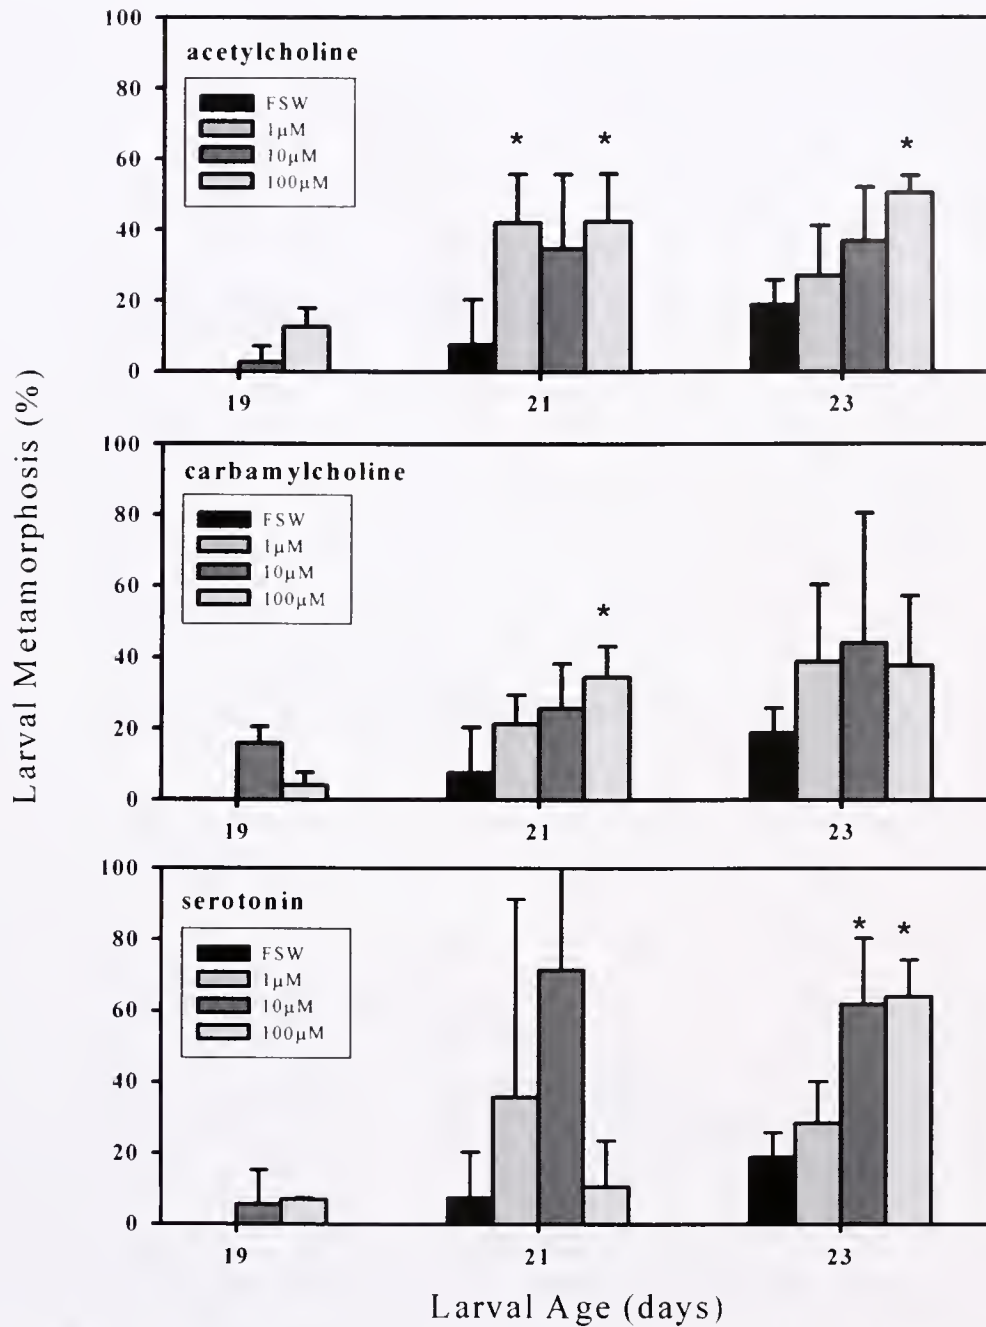 Larval Metamorphosis (%)
acetylcholine
FSW
1µM
10µM
100µM
100
80
60
40
20
0
*
*
*
19
21
23
carbamylcholine
FSW
1µM
10µM
100µM
100
80
60
40
20
0
*
19
21
23
serotonin
FSW
1µM
10µM
100µM
100
80
60
40
20
0
*
*
19
21
23
Larval Age (days)